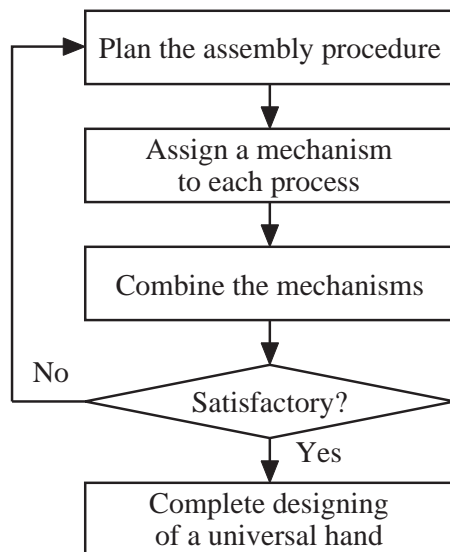 Plan the assembly procedure
Assign a mechanism
to each process
Combine the mechanisms
No
Satisfactory?
Yes
Complete designing
of a universal hand